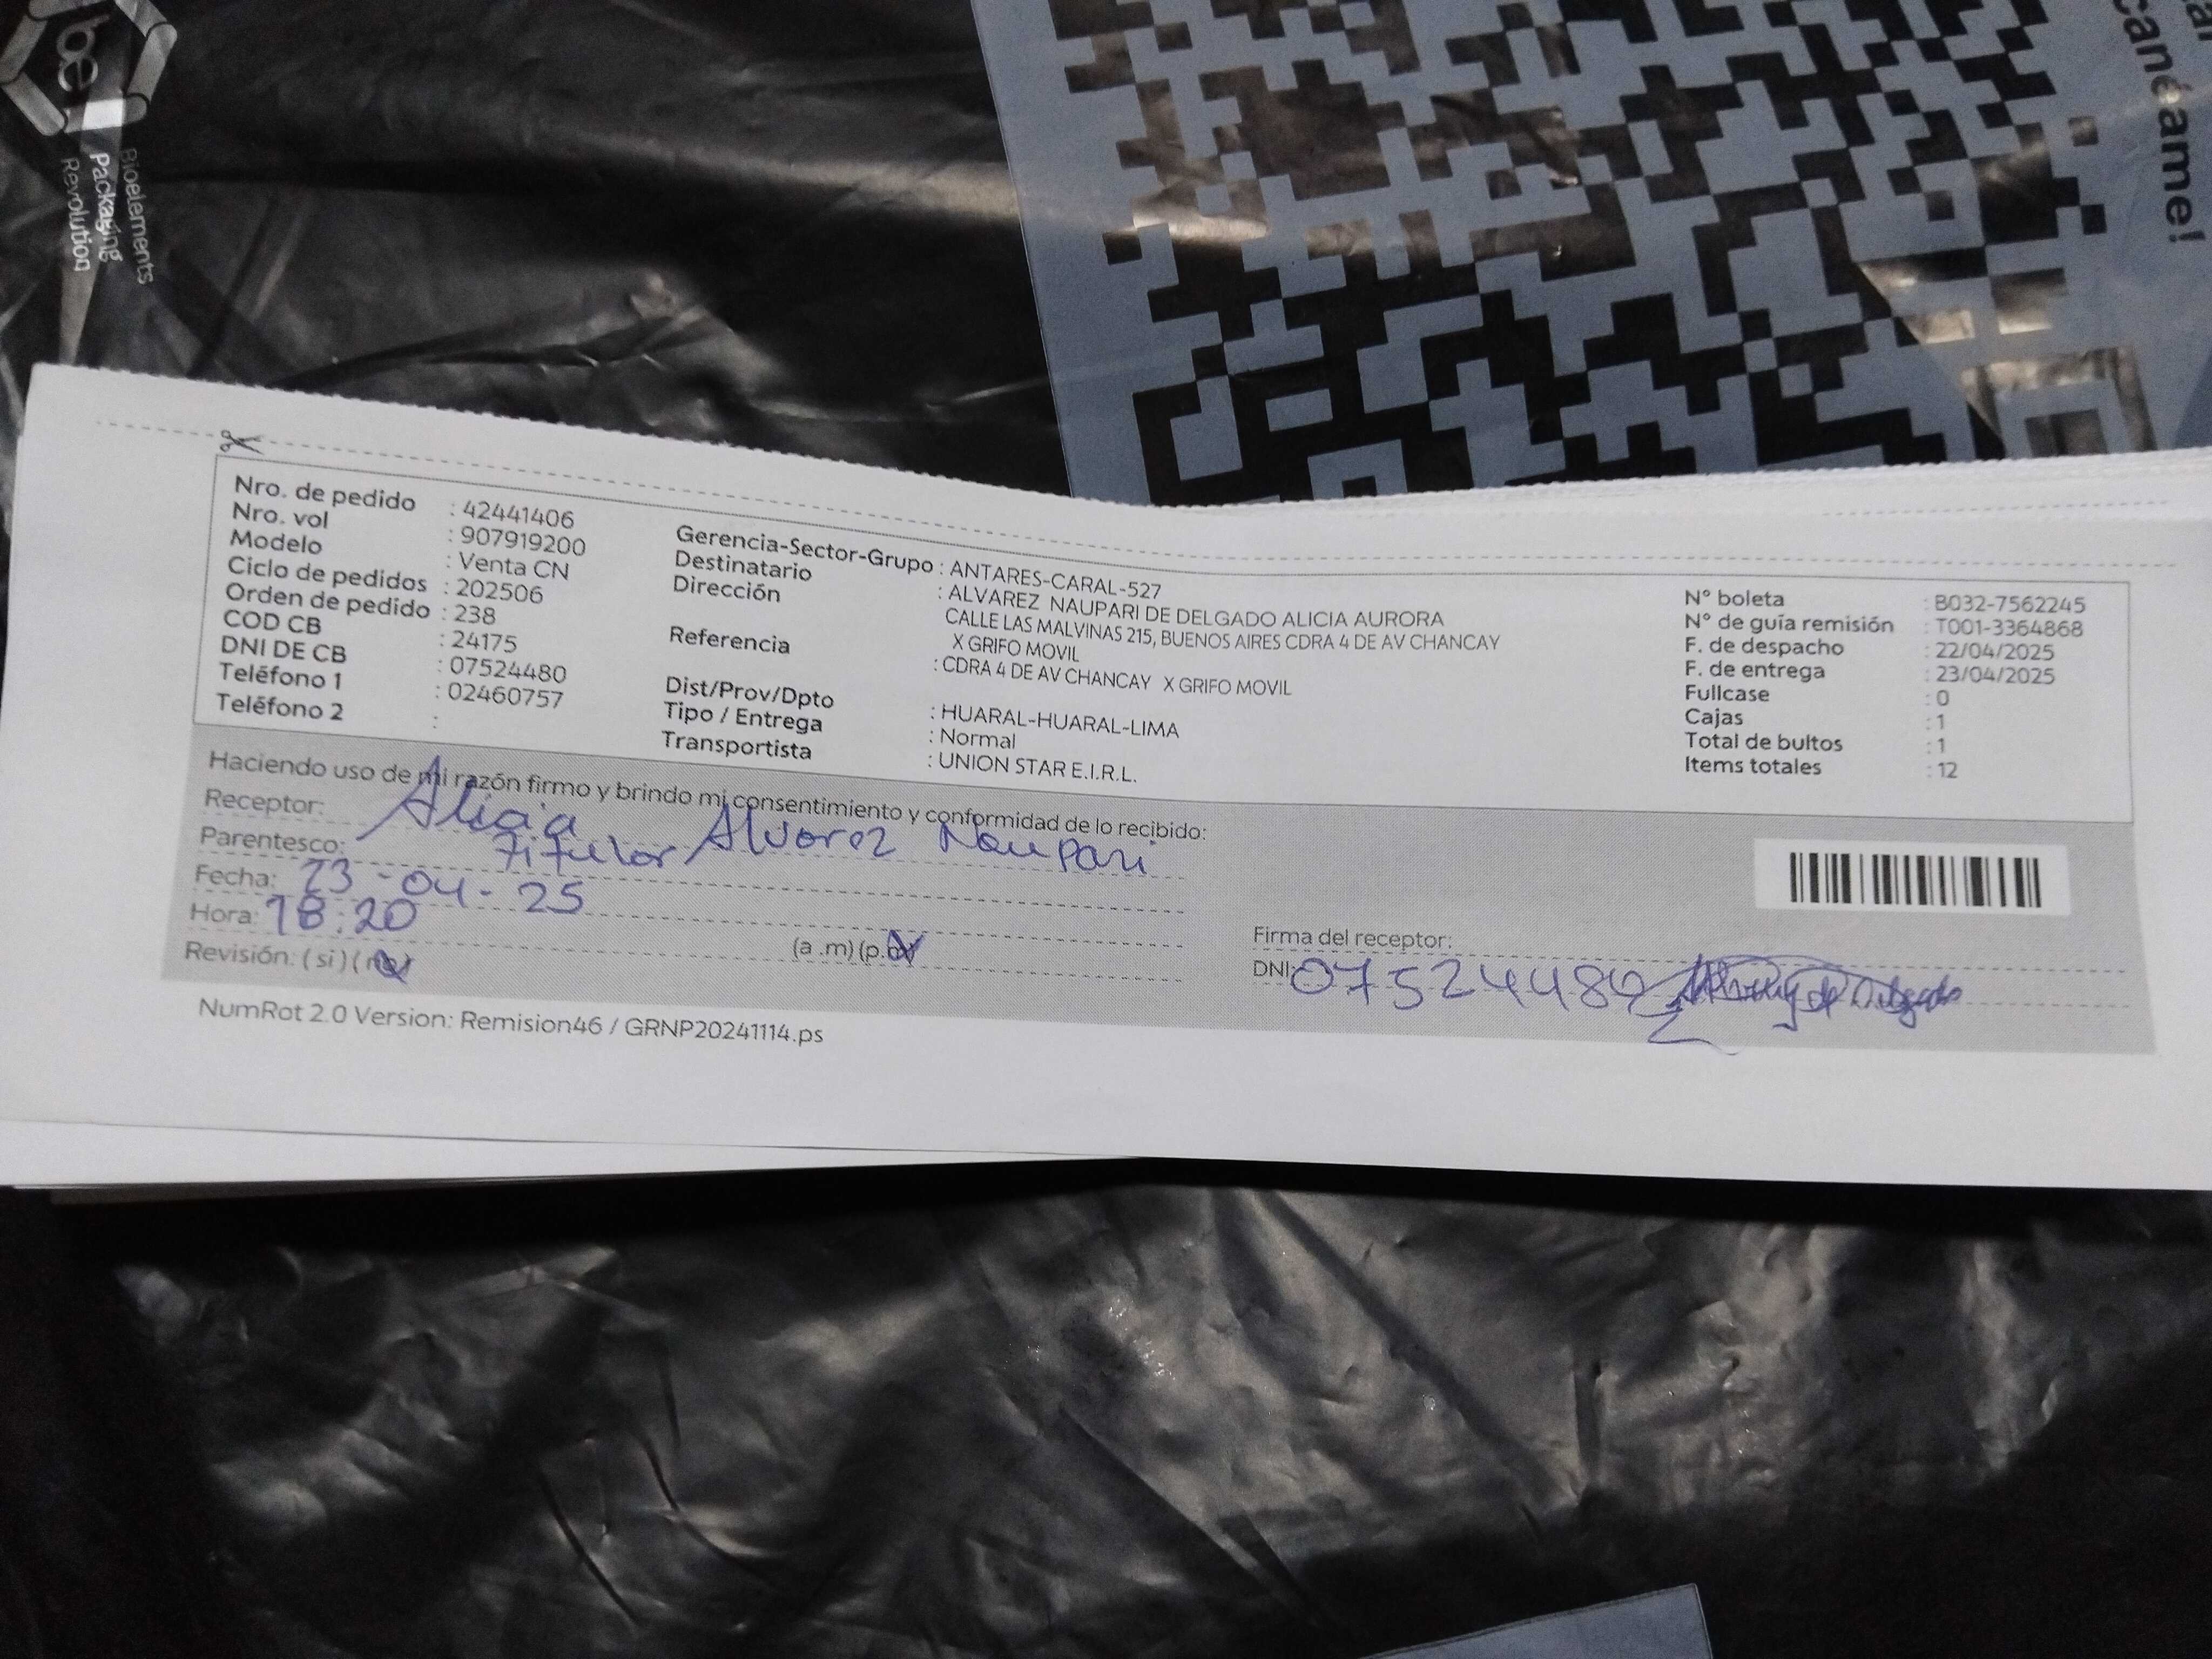 be
Bioelements
Packaging
Revolution
canéame!
Nro. de pedido : 42441406
Nro. vol : 907919200
Modelo : Venta CN
Ciclo de pedidos : 202506
Orden de pedido : 238
COD CB : 24175
DNI DE CB : 07524480
Teléfono 1 : 02460757
Teléfono 2 :
Gerencia-Sector-Grupo : ANTARES-CARAL-527
Destinatario : ALVAREZ NAUPARI DE DELGADO ALICIA AURORA
Dirección CALLE LAS MALVINAS 215, BUENOS AIRES CDRA 4 DE AV CHANCAY
X GRIFO MOVIL
Referencia : CDRA 4 DE AV CHANCAY X GRIFO MOVIL
Dist/Prov/Dpto : HUARAL-HUARAL-LIMA
Tipo / Entrega : Normal
Transportista : UNION STAR E.I.R.L.
N° boleta : B032-7562245
N° de guía remisión : T001-3364868
F. de despacho : 22/04/2025
F. de entrega : 23/04/2025
Fullcase : 0
Cajas : 1
Total de bultos : 1
Items totales : 12
Haciendo uso de mi razón firmo y brindo mi consentimiento y conformidad de lo recibido:
Receptor: Alicia Alvarez Naupari
Parentesco: Titular
Fecha: 23-04-25
Hora: 18:20 (a.m) (p.m)
Revisión: (si) (no)
Firma del receptor:
DNI: 07524480
NumRot 2.0 Version: Remision46 / GRNP20241114.ps